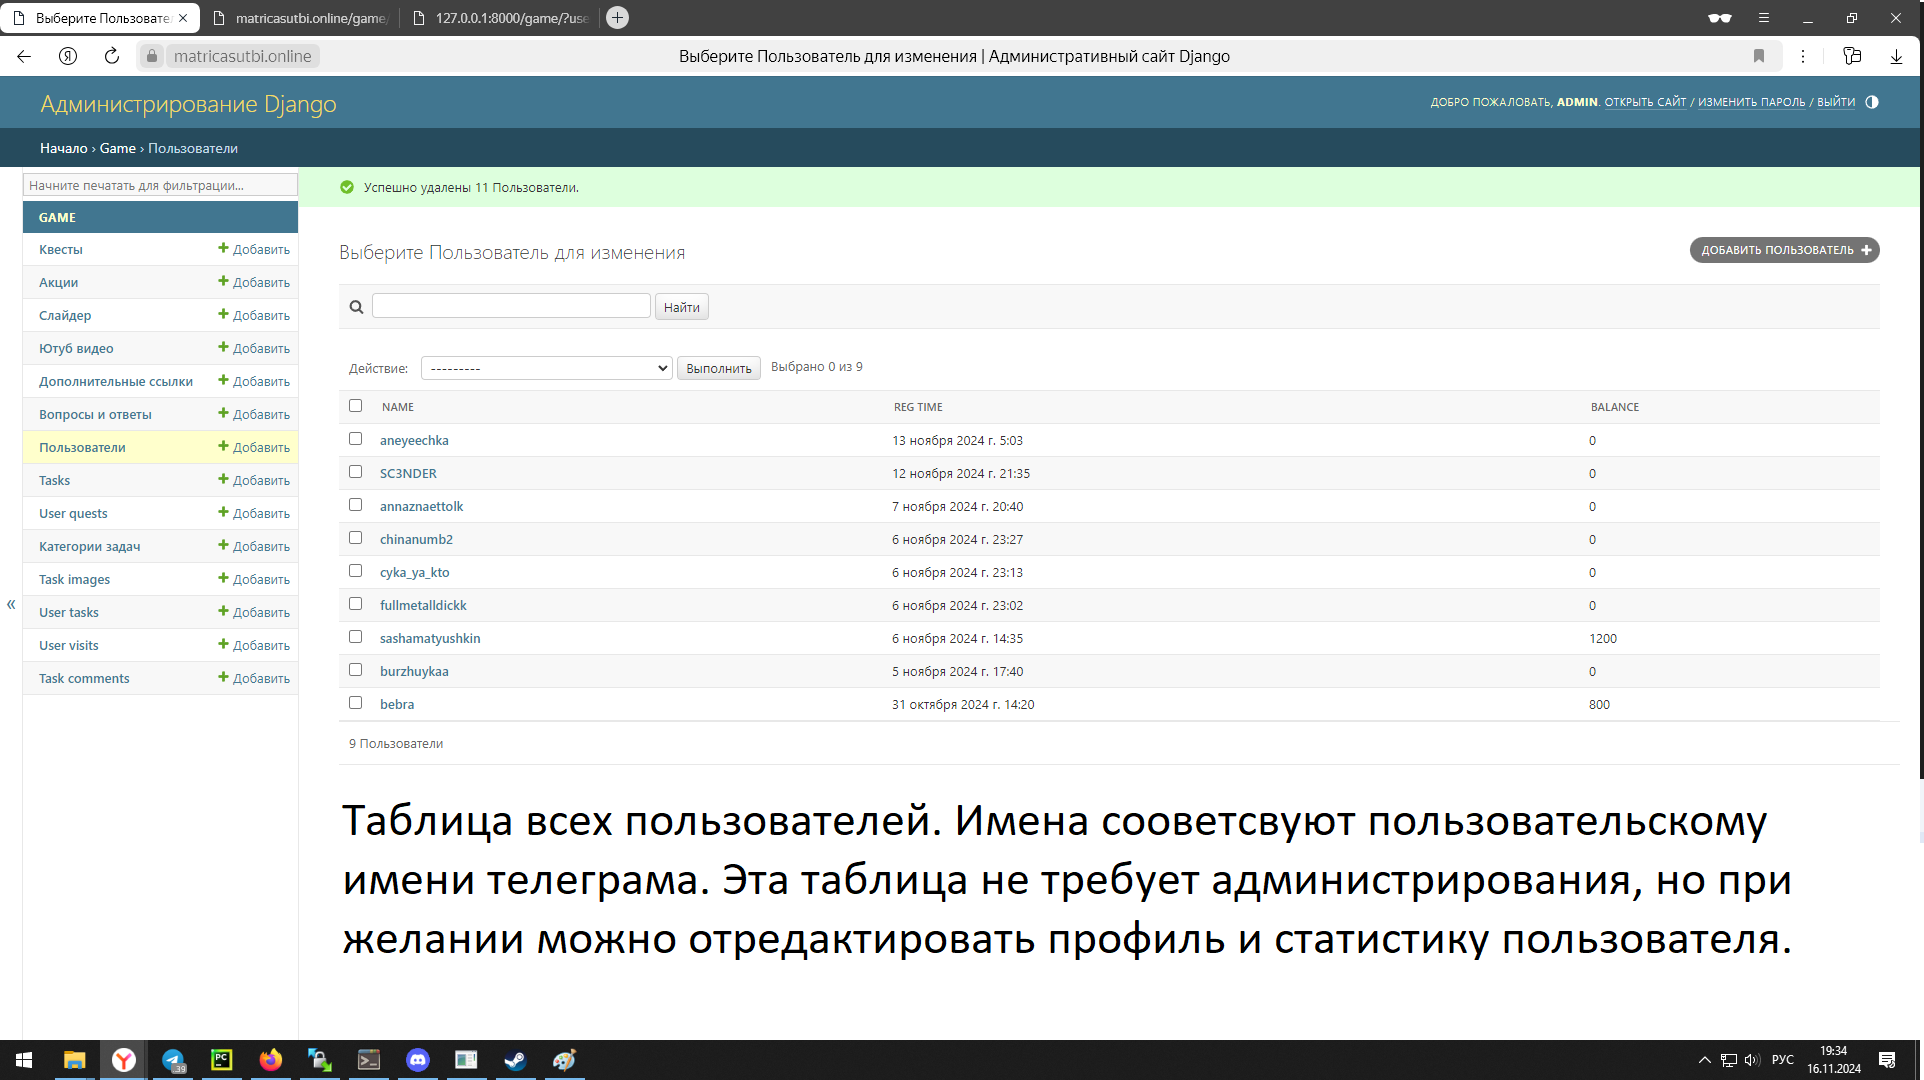 Выберите Пользовате
matricasutbi.online/game/
127.0.0.1:8000/game/?use
matricasutbi.online
Выберите Пользователь для изменения | Административный сайт Django
Администрирование Django
ДОБРО ПОЖАЛОВАТЬ, ADMIN. ОТКРЫТЬ САЙТ / ИЗМЕНИТЬ ПАРОЛЬ / ВЫЙТИ
Начало › Game › Пользователи
Начните печатать для фильтрации...
GAME
Квесты Добавить
Акции Добавить
Слайдер Добавить
Ютуб видео Добавить
Дополнительные ссылки Добавить
Вопросы и ответы Добавить
Пользователи Добавить
Tasks Добавить
User quests Добавить
Категории задач Добавить
Task images Добавить
User tasks Добавить
User visits Добавить
Task comments Добавить
«
Успешно удалены 11 Пользователи.
Выберите Пользователь для изменения
ДОБАВИТЬ ПОЛЬЗОВАТЕЛЬ
Найти
Действие: --------- Выполнить Выбрано 0 из 9
NAME REG TIME BALANCE
aneyeechka 13 ноября 2024 г. 5:03 0
SC3NDER 12 ноября 2024 г. 21:35 0
annaznaettolk 7 ноября 2024 г. 20:40 0
chinanumb2 6 ноября 2024 г. 23:27 0
cyka_ya_kto 6 ноября 2024 г. 23:13 0
fullmetalldickk 6 ноября 2024 г. 23:02 0
sashamatyushkin 6 ноября 2024 г. 14:35 1200
burzhuykaa 5 ноября 2024 г. 17:40 0
bebra 31 октября 2024 г. 14:20 800
9 Пользователи
Таблица всех пользователей. Имена сооветсвуют пользовательскому
имени телеграма. Эта таблица не требует администрирования, но при
желании можно отредактировать профиль и статистику пользователя.
39
PC
РУС
19:34
16.11.2024